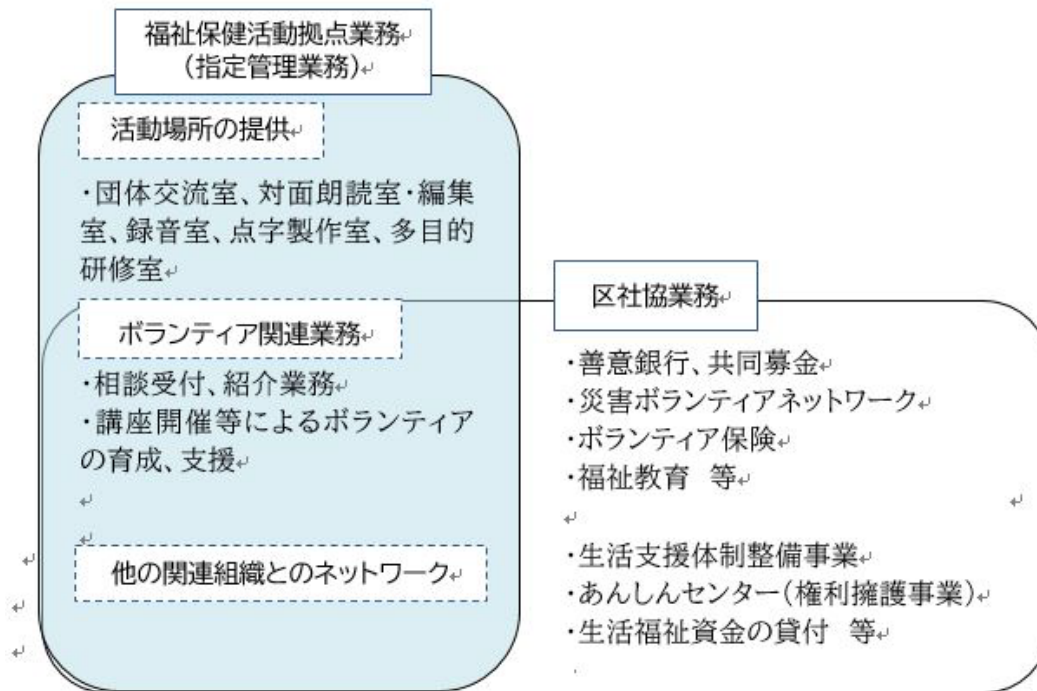 福祉保健活動拠点業務
(指定管理業務)
活動場所の提供
・団体交流室、対面朗読室・編集
室、録音室、点字製作室、多目的
研修室
ボランティア関連業務
・相談受付、紹介業務
・講座開催等によるボランティア
の育成、支援
他の関連組織とのネットワーク
区社協業務
・善意銀行、共同募金
・災害ボランティアネットワーク
・ボランティア保険
・福祉教育　等
・生活支援体制整備事業
・あんしんセンター(権利擁護事業)
・生活福祉資金の貸付　等